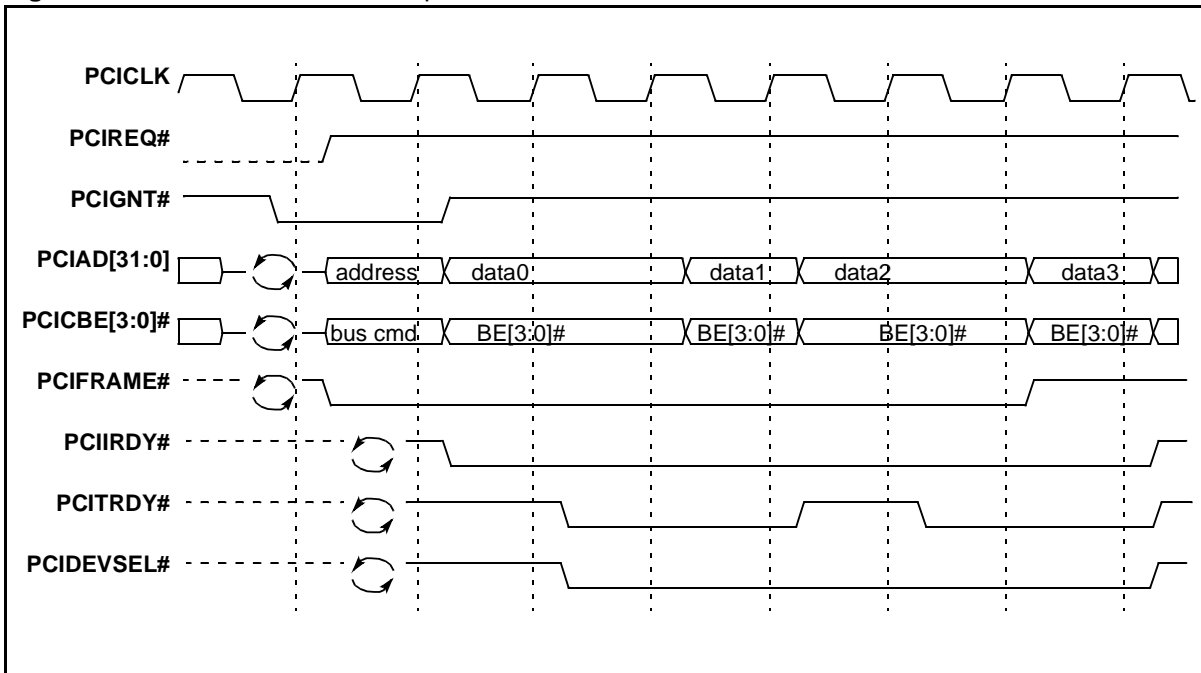 PCICLK
PCIREQ#
PCIGNT#
PCIAD[31:0] address data0 data1 data2 data3
PCICBE[3:0]# bus cmd BE[3:0]# BE[3:0]# BE[3:0]# BE[3:0]#
PCIFRAME#
PCIIRDY#
PCITRDY#
PCIDEVSEL#